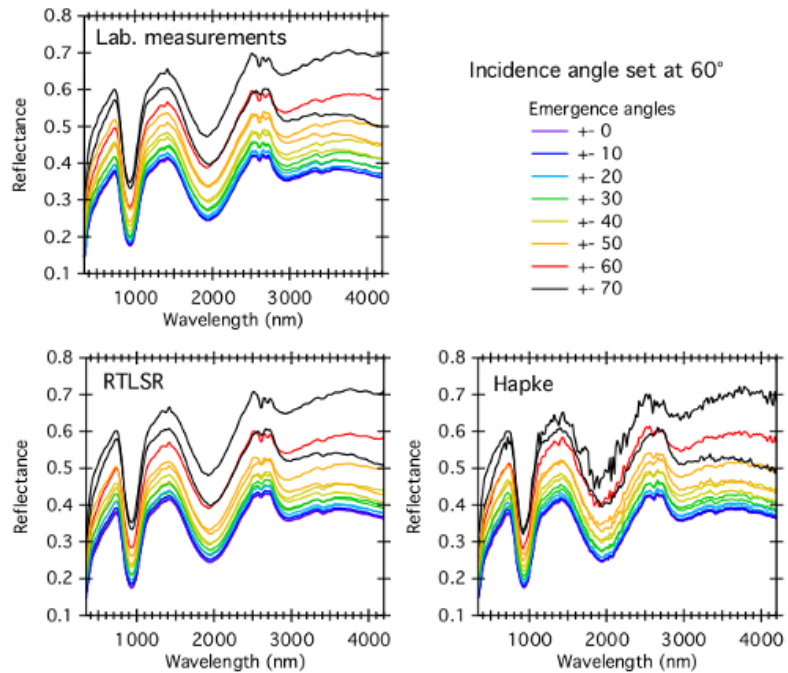 0.8
0.7
0.6
0.5
0.4
0.3
0.2
0.1
Reflectance
Lab. measurements
1000 2000 3000 4000
Wavelength (nm)
Incidence angle set at 60°
Emergence angles
+- 0
+- 10
+- 20
+- 30
+- 40
+- 50
+- 60
+- 70
0.8
0.7
0.6
0.5
0.4
0.3
0.2
0.1
Reflectance
RTLSR
1000 2000 3000 4000
Wavelength (nm)
0.8
0.7
0.6
0.5
0.4
0.3
0.2
0.1
Reflectance
Hapke
1000 2000 3000 4000
Wavelength (nm)